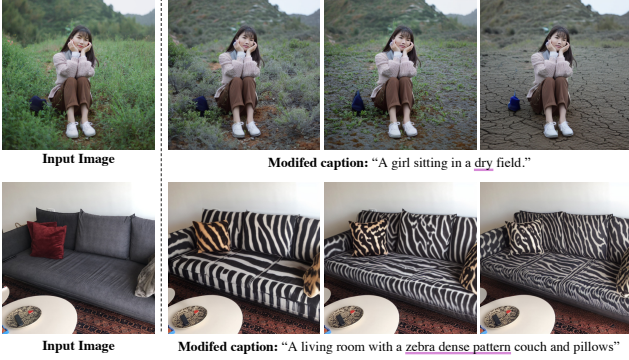 Input Image
Modifed caption: “A girl sitting in a dry field.”
Input Image
Modifed caption: “A living room with a zebra dense pattern couch and pillows”